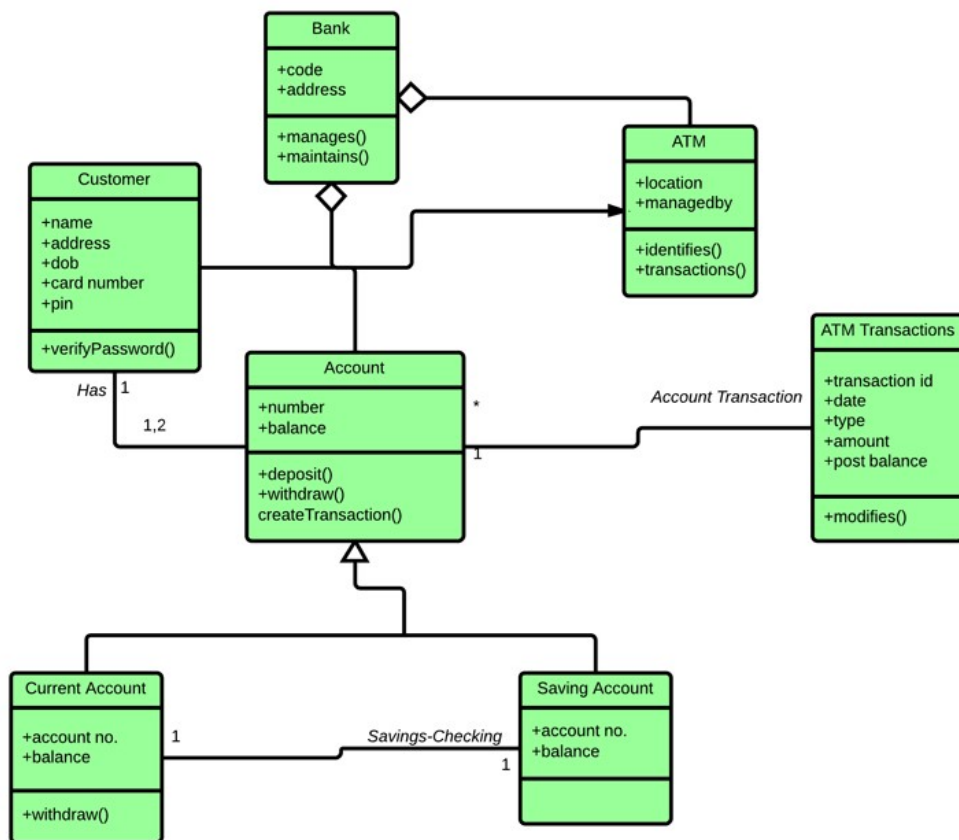 Bank
+code
+address
+manages()
+maintains()
ATM
+location
+managedby
+identifies()
+transactions()
Customer
+name
+address
+dob
+card number
+pin
+verifyPassword()
Has
1
1,2
Account
+number
+balance
+deposit()
+withdraw()
createTransaction()
*
1
Account Transaction
ATM Transactions
+transaction id
+date
+type
+amount
+post balance
+modifies()
Current Account
+account no.
+balance
+withdraw()
1
Savings-Checking
1
Saving Account
+account no.
+balance